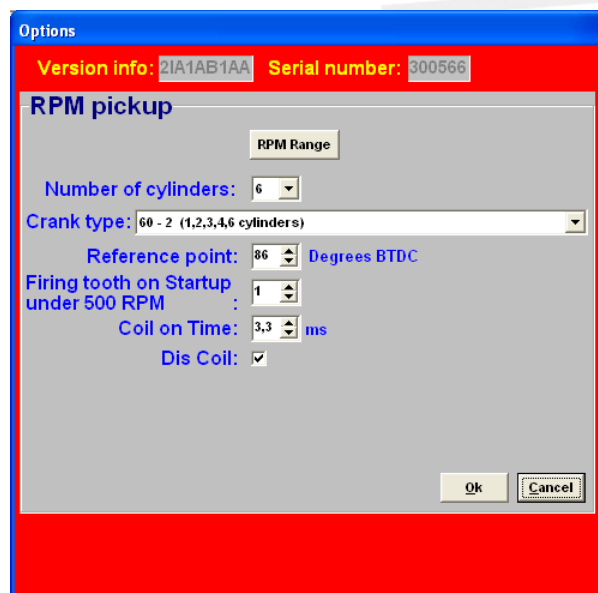 Options
Version info: 2IA1AB1AA Serial number: 300566
RPM pickup
RPM Range
Number of cylinders: 6
Crank type: 60 - 2 (1,2,3,4,6 cylinders)
Reference point: 86 Degrees BTDC
Firing tooth on Startup
under 500 RPM : 1
Coil on Time: 3,3 ms
Dis Coil:
Ok Cancel